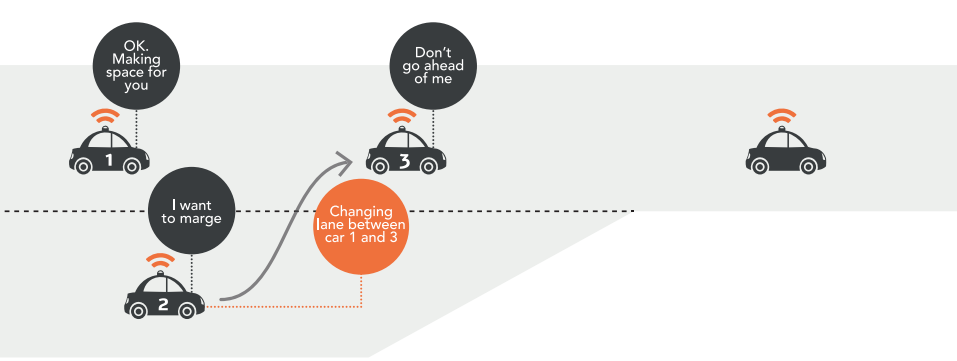 OK.
Making
space for
you
Don't
go ahead
of me
1
3
I want
to marge
Changing
lane between
car 1 and 3
2